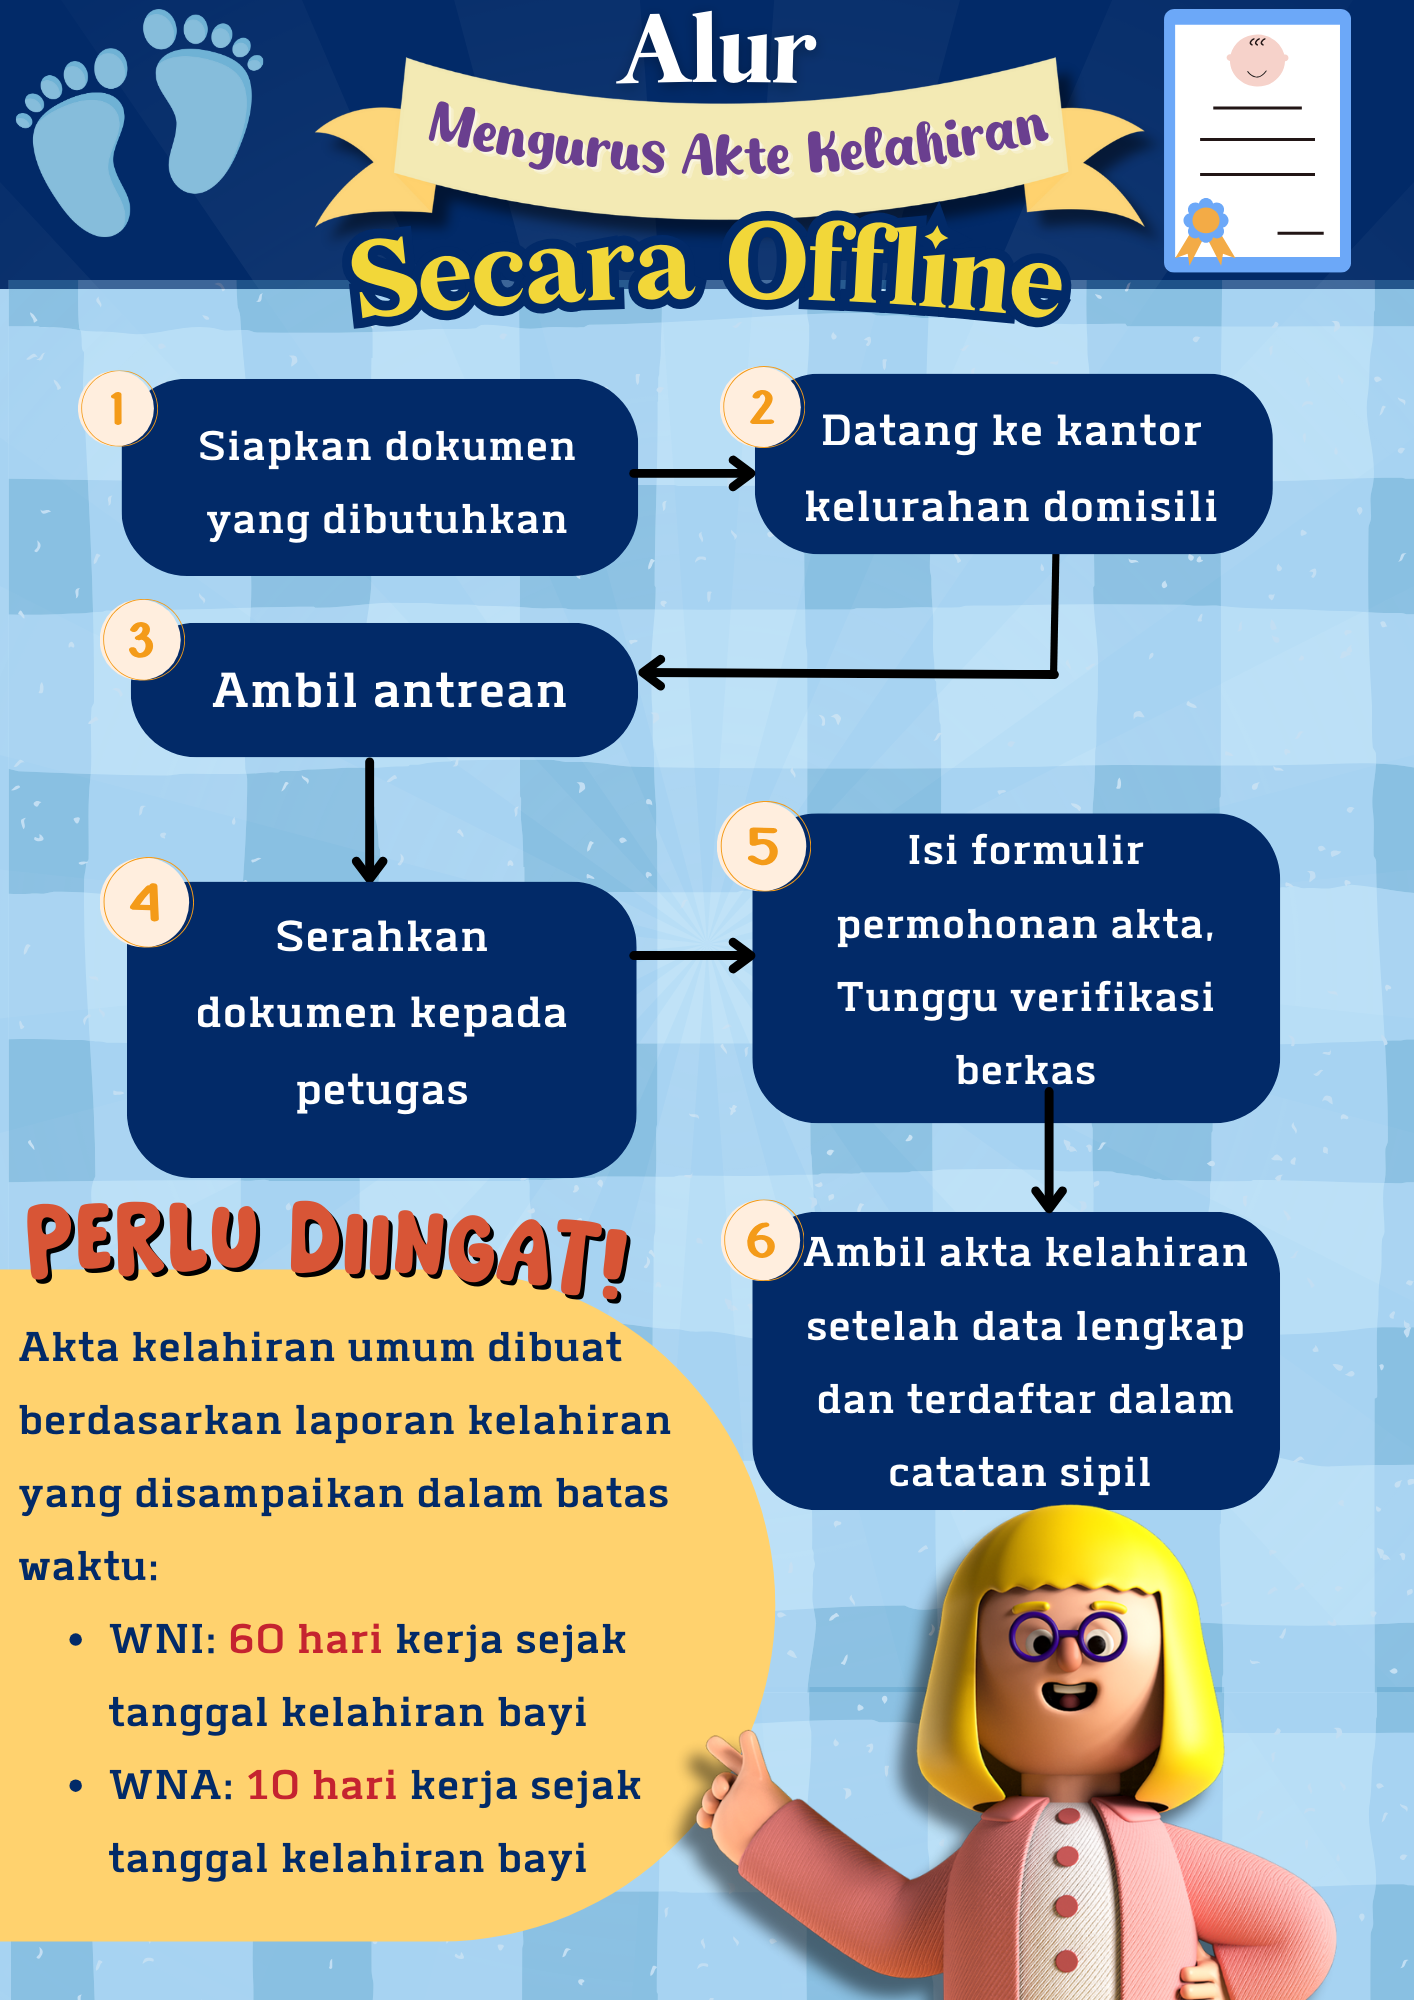 Alur
Mengurus Akte Kelahiran
Secara Offline
1
Siapkan dokumen
yang dibutuhkan
2
Datang ke kantor
kelurahan domisili
3
Ambil antrean
4
Serahkan
dokumen kepada
petugas
5
Isi formulir
permohonan akta,
Tunggu verifikasi
berkas
6
Ambil akta kelahiran
setelah data lengkap
dan terdaftar dalam
catatan sipil
PERLU DIINGAT!
Akta kelahiran umum dibuat
berdasarkan laporan kelahiran
yang disampaikan dalam batas
waktu:
• WNI: 60 hari kerja sejak
tanggal kelahiran bayi
• WNA: 10 hari kerja sejak
tanggal kelahiran bayi